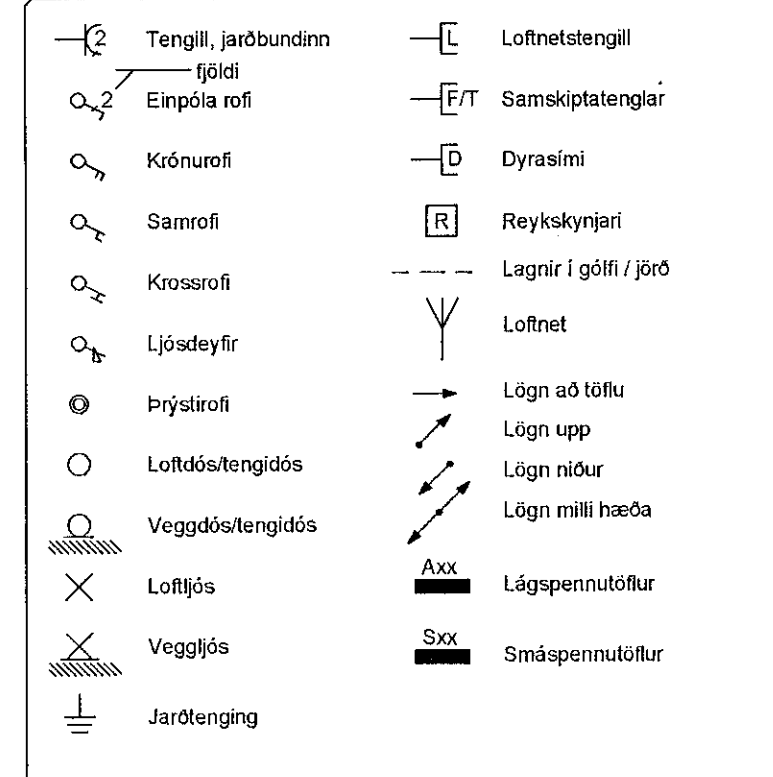 2 Tengill, jarðbundinn
fjöldi
2 Einpóla rofi
Krónurofi
Samrofi
Krossrofi
Ljósdeyfir
Þrýstirofi
Loftdós/tengidós
Veggdós/tengidós
Loftljós
Veggljós
Jarðtenging
L Loftnetstengill
F/T Samskiptatenglar
D Dyrasími
R Reykskynjari
Lagnir í gólfi / jörð
Loftnet
Lögn að töflu
Lögn upp
Lögn niður
Lögn milli hæða
Axx
Lágspennutöflur
Sxx
Smáspennutöflur